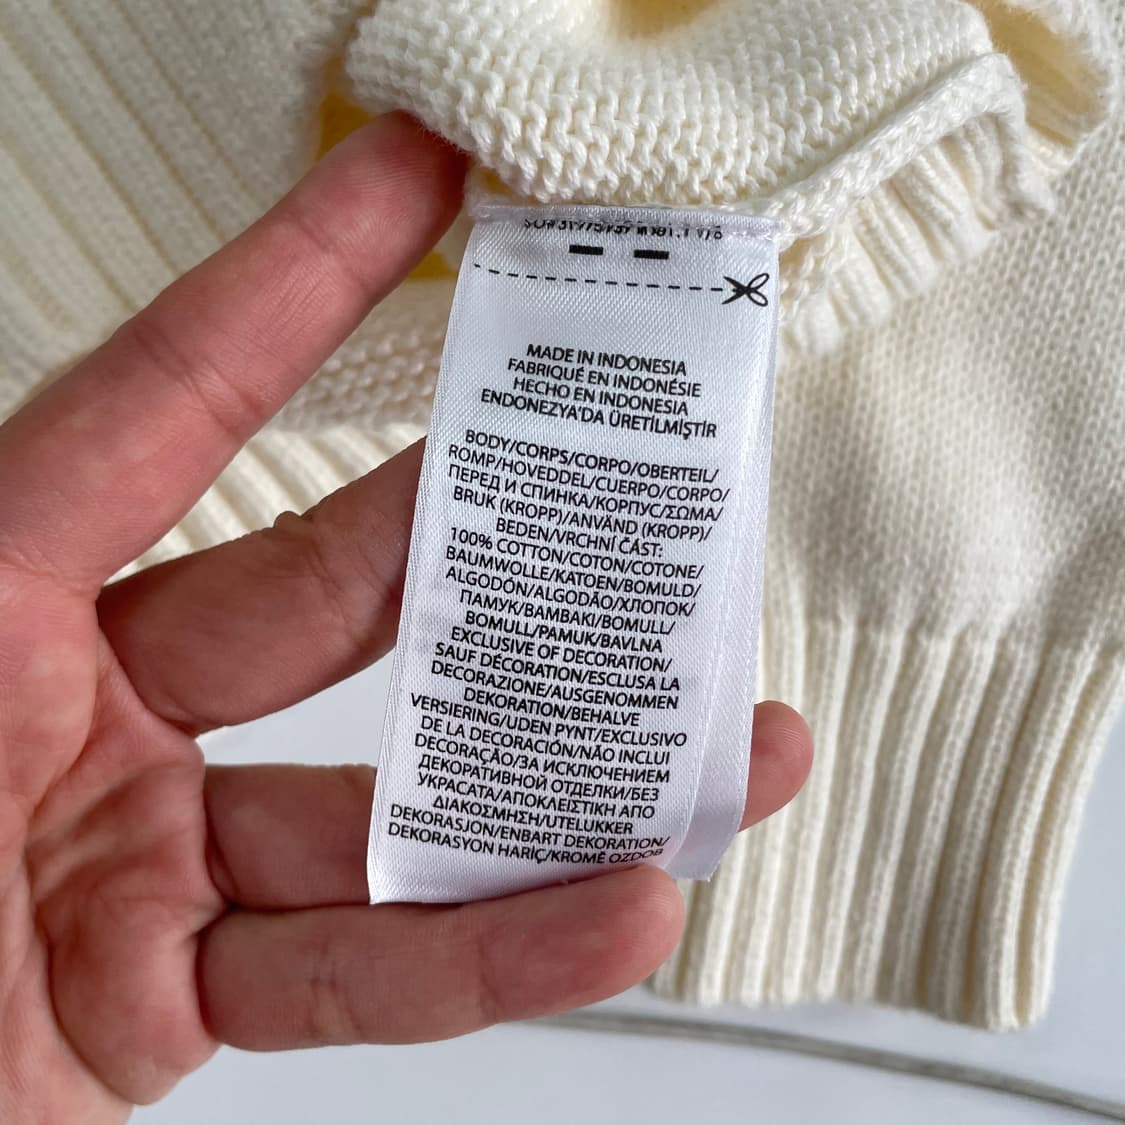 MADE IN INDONESIA
FABRIQUÉ EN INDONÉSIE
HECHO EN INDONESIA
ENDONEZYA'DA ÜRETİLMİŞTİR
BODY/CORPS/CORPO/OBERTEIL/
ROMP/HOVEDDEL/CUERPO/CORPO/
ПЕРЕД И СПИНКА/КОРПУС/ΣΩΜΑ/
BRUK (KROPP)/ANVÄND (KROPP)/
BEDEN/VRCHNÍ ČÁST:
100% COTTON/COTON/COTONE/
BAUMWOLLE/KATOEN/BOMULD/
ALGODÓN/ALGODÃO/ХЛОПОК/
ПАМУК/ΒΑΜΒΑΚΙ/BOMULL/
BOMULL/PAMUK/BAVLNA
EXCLUSIVE OF DECORATION/
SAUF DÉCORATION/ESCLUSA LA
DECORAZIONE/AUSGENOMMEN
DEKORATION/BEHALVE
VERSIERING/UDEN PYNT/EXCLUSIVO
DE LA DECORACIÓN/NÃO INCLUI
DECORAÇÃO/ЗА ИСКЛЮЧЕНИЕМ
ДЕКОРАТИВНОЙ ОТДЕЛКИ/БЕЗ
УКРАСАТА/ΑΠΟΚΛΕΙΣΤΙΚΗ ΑΠΟ
ΔΙΑΚΟΣΜΗΣΗ/UTELUKKER
DEKORASJON/ENBART DEKORATION/
DEKORASYON HARİÇ/KROMĚ OZDOB